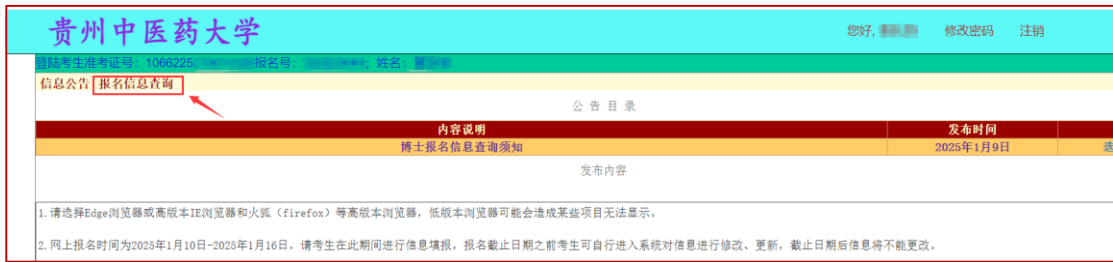 贵州中医药大学
您好, 修改密码 注销
登陆考生准考证号: 1066225 报名号: ; 姓名:
信息公告 报名信息查询
公告目录
内容说明 发布时间
博士报名信息查询须知 2025年1月9日 选
发布内容
1.请选择Edge浏览器或高版本IE浏览器和火狐（firefox）等高版本浏览器，低版本浏览器可能会造成某些项目无法显示。
2.网上报名时间为2025年1月10日-2025年1月16日，请考生在此期间进行信息填报，报名截止日期之前考生可自行进入系统对信息进行修改、更新，截止日期后信息将不能更改。